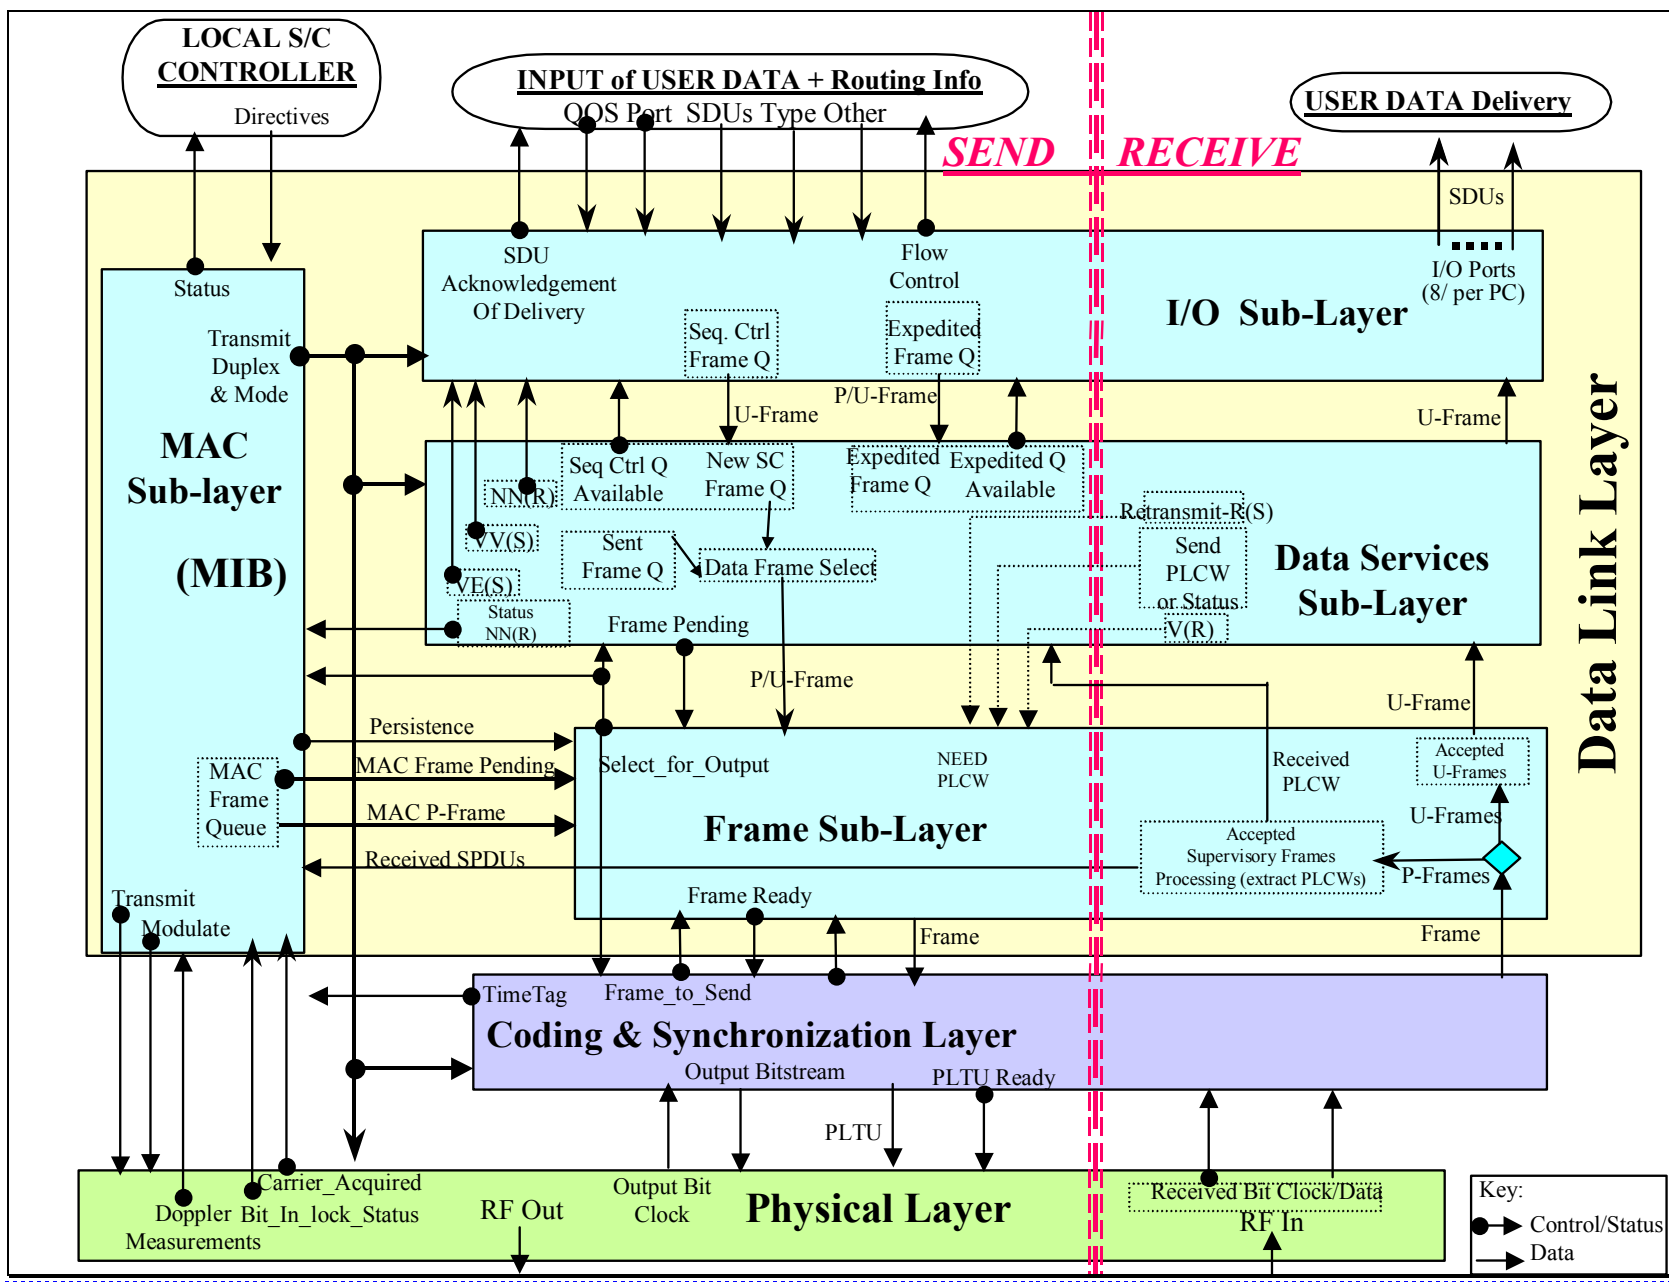 LOCAL S/C
CONTROLLER
Directives
INPUT of USER DATA + Routing Info
QOS Port  SDUs Type Other
USER DATA Delivery
SEND
RECEIVE
SDUs
I/O Ports
(8/ per PC)
SDU
Acknowledgement
Of Delivery
Flow
Control
Seq. Ctrl
Frame Q
Expedited
Frame Q
I/O  Sub-Layer
Status
Transmit
Duplex
& Mode
MAC
Sub-layer
(MIB)
U-Frame
P/U-Frame
U-Frame
Seq Ctrl Q
Available
New SC
Frame Q
Expedited
Frame Q
Expedited Q
Available
NN(R)
VV(S)
VE(S)
Status
NN(R)
Sent
Frame Q
Data Frame Select
Frame Pending
Retransmit-R(S)
Send
PLCW
or Status
V(R)
Data Services
Sub-Layer
Data Link Layer
P/U-Frame
U-Frame
Persistence
MAC Frame Pending
MAC P-Frame
Received SPDUs
MAC
Frame
Queue
Select_for_Output
NEED
PLCW
Received
PLCW
Accepted
U-Frames
U-Frames
Frame Sub-Layer
Accepted
Supervisory Frames
Processing (extract PLCWs)
P-Frames
Frame Ready
Frame
Frame
Transmit
Modulate
TimeTag
Frame_to_Send
Coding & Synchronization Layer
Output Bitstream
PLTU Ready
PLTU
Carrier_Acquired
Doppler
Bit_In_lock_Status
Measurements
RF Out
Output Bit
Clock
Physical Layer
Received Bit Clock/Data
RF In
Key:
Control/Status
Data